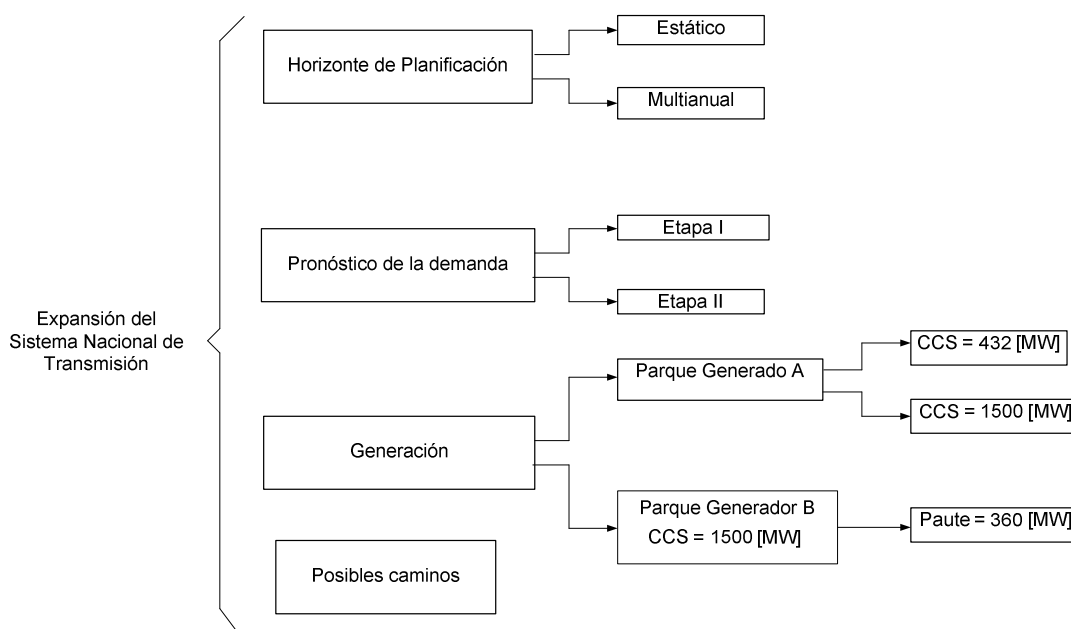 Expansión del
Sistema Nacional de
Transmisión
Horizonte de Planificación
Estático
Multianual
Pronóstico de la demanda
Etapa I
Etapa II
Generación
Parque Generado A
CCS = 432 [MW]
CCS = 1500 [MW]
Parque Generador B
CCS = 1500 [MW]
Paute = 360 [MW]
Posibles caminos